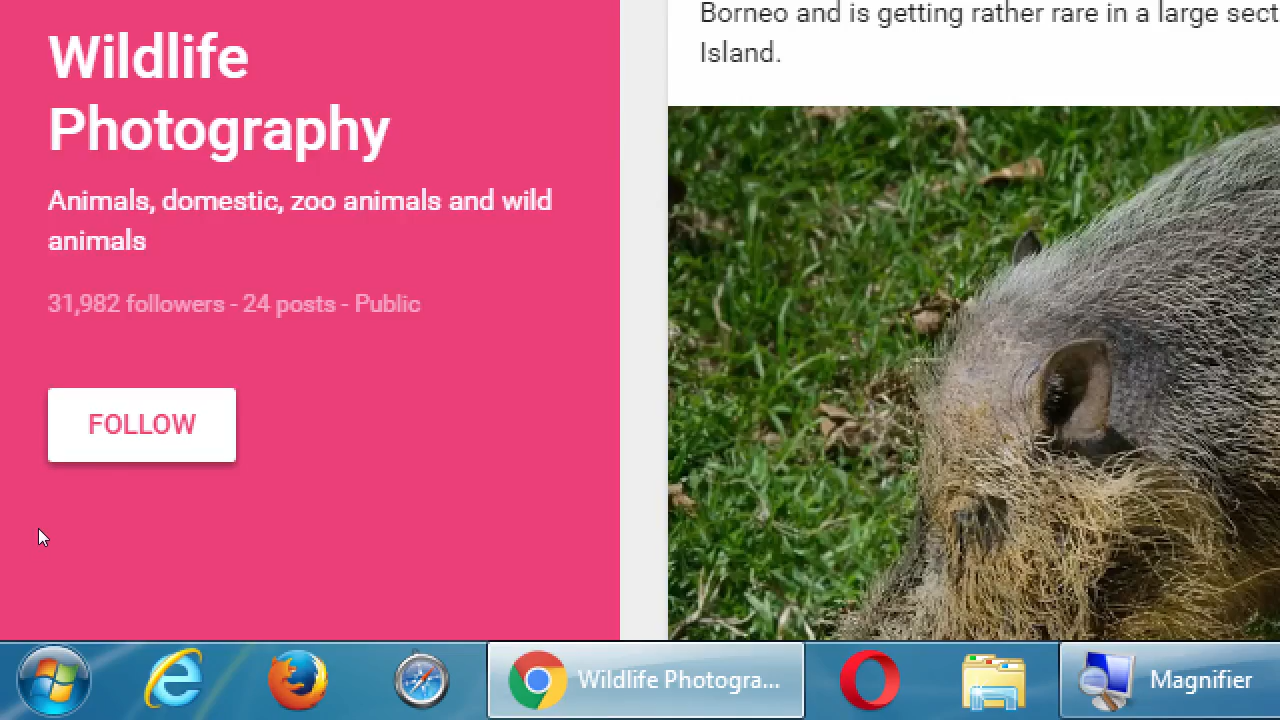 Wildlife
Photography
Animals, domestic, zoo animals and wild
animals
31,982 followers - 24 posts - Public
FOLLOW
Borneo and is getting rather rare in a large sect
Island.
Wildlife Photogra...
Magnifier